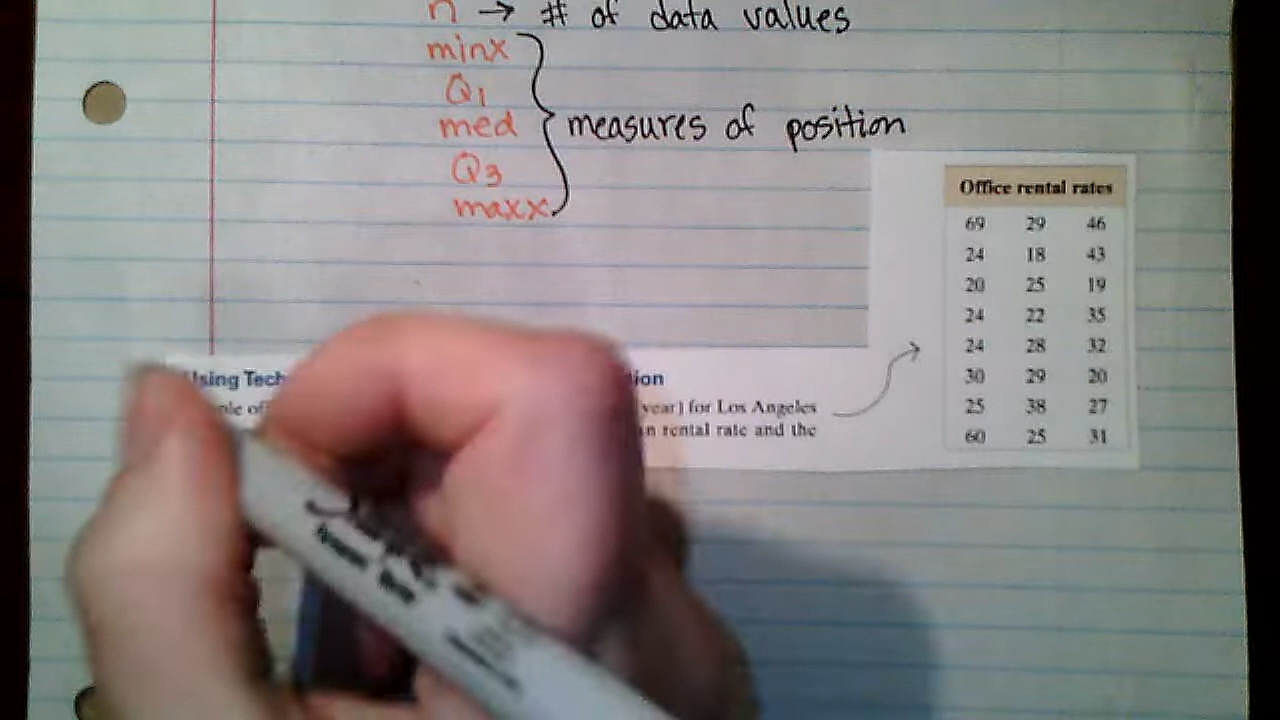 n → # of data values
minx
Q1
med
Q3
maxx
measures of position
Office rental rates
69 29 46
24 18 43
20 25 19
24 22 35
24 28 32
30 29 20
25 38 27
60 25 31
Using Tech
year) for Los Angeles
rental rate and the